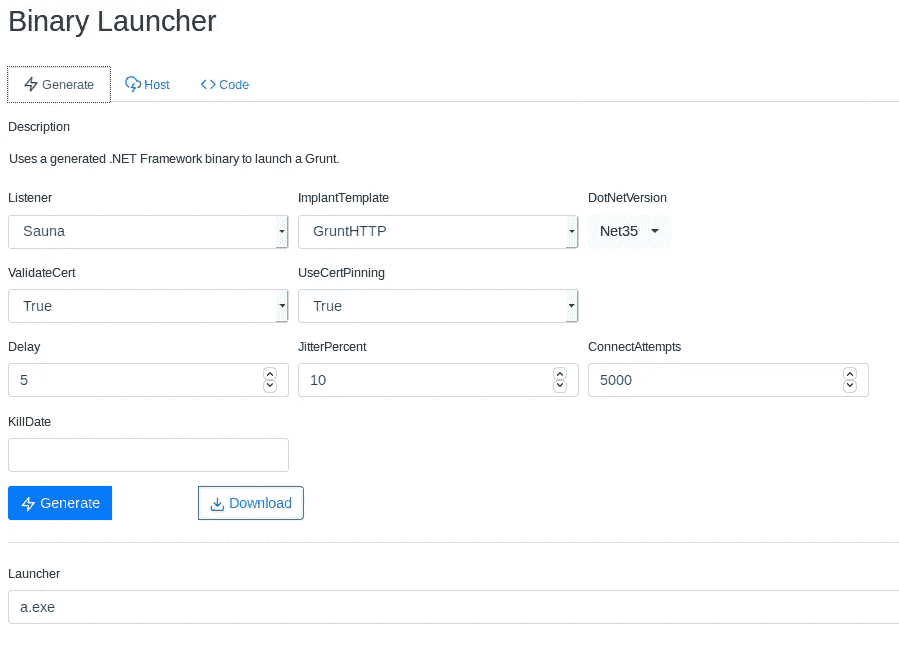 Binary Launcher
Generate Host Code
Description
Uses a generated .NET Framework binary to launch a Grunt.
Listener ImplantTemplate DotNetVersion
Sauna GruntHTTP Net35
ValidateCert UseCertPinning
True True
Delay JitterPercent ConnectAttempts
5 10 5000
KillDate
Generate Download
Launcher
a.exe